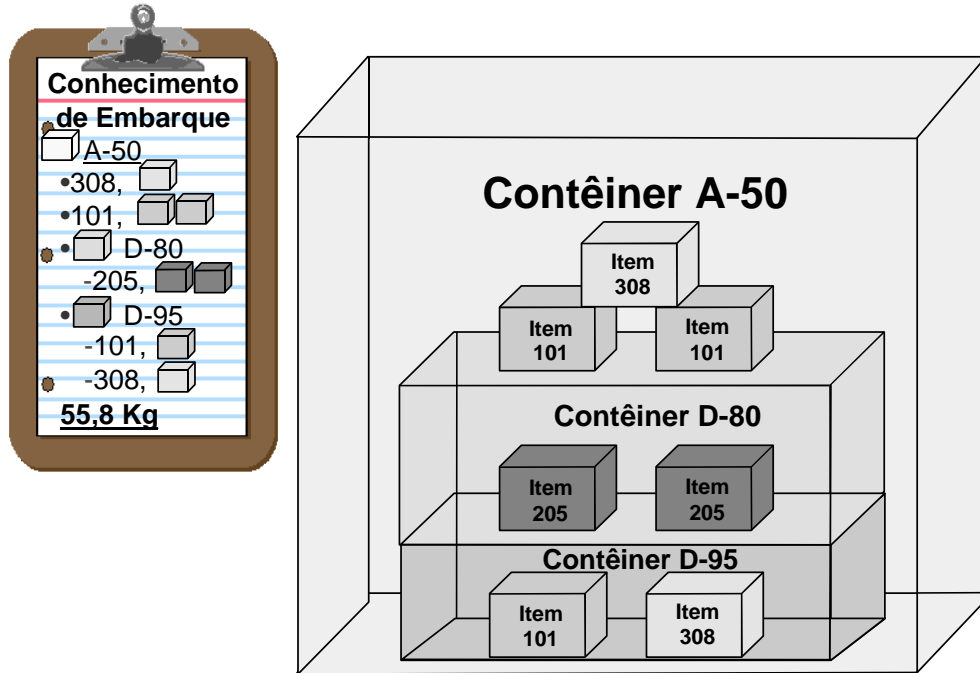 Conhecimento
de Embarque
A-50
•308,
•101,
• D-80
-205,
• D-95
-101,
-308,
55,8 Kg
Contêiner A-50
Item
308
Item
101
Item
101
Contêiner D-80
Item
205
Item
205
Contêiner D-95
Item
101
Item
308